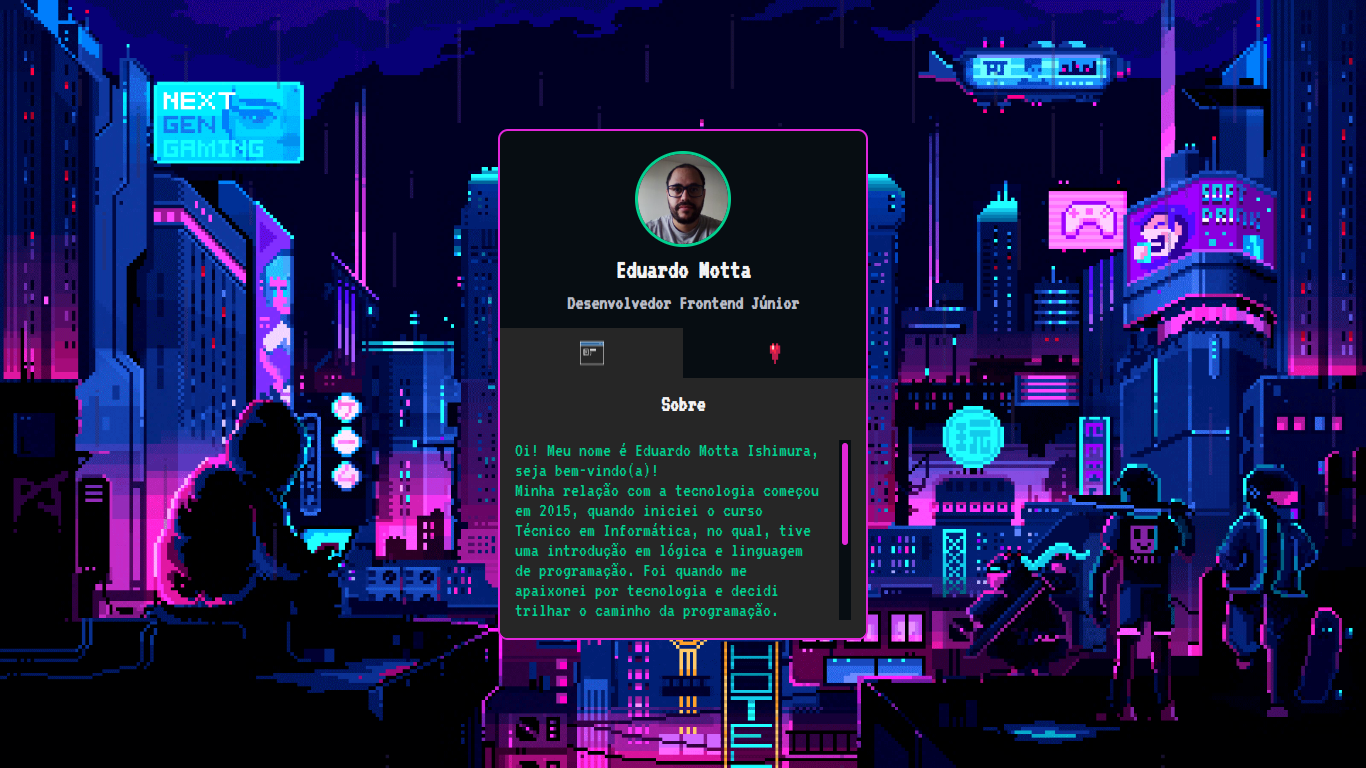 NEXT
GEN
GAMING
SOFT
DRINK
Eduardo Motta
Desenvolvedor Frontend Júnior
Sobre
Oi! Meu nome é Eduardo Motta Ishimura,
seja bem-vindo(a)!
Minha relação com a tecnologia começou
em 2015, quando iniciei o curso
Técnico em Informática, no qual, tive
uma introdução em lógica e linguagem
de programação. Foi quando me
apaixonei por tecnologia e decidi
trilhar o caminho da programação.
HOTEL